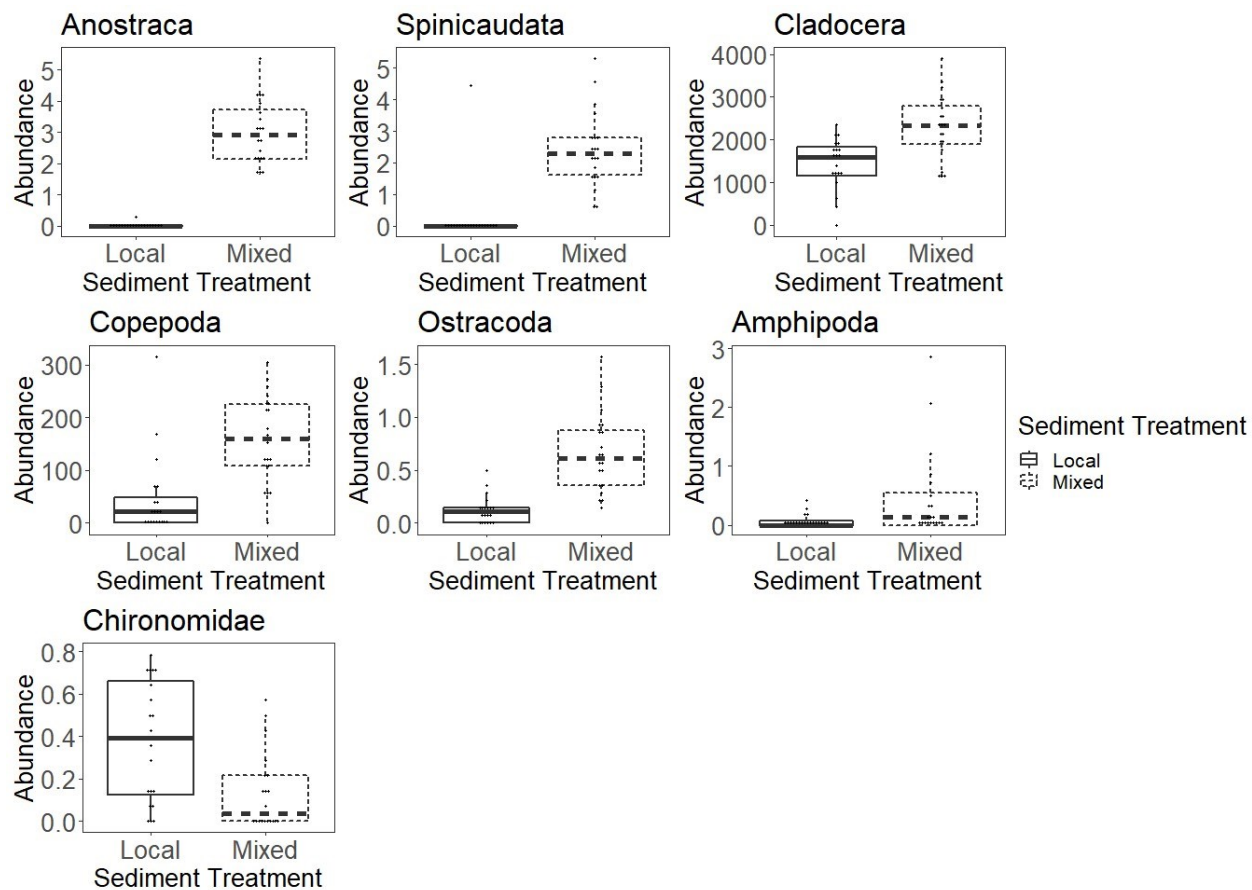 Anostraca
Abundance
5
4
3
2
1
0
Local Mixed
Sediment Treatment
Spinicaudata
Abundance
5
4
3
2
1
0
Local Mixed
Sediment Treatment
Cladocera
Abundance
4000
3000
2000
1000
0
Local Mixed
Sediment Treatment
Copepoda
Abundance
300
200
100
0
Local Mixed
Sediment Treatment
Ostracoda
Abundance
1.5
1.0
0.5
0.0
Local Mixed
Sediment Treatment
Amphipoda
Abundance
3
2
1
0
Local Mixed
Sediment Treatment
Sediment Treatment
Local
Mixed
Chironomidae
Abundance
0.8
0.6
0.4
0.2
0.0
Local Mixed
Sediment Treatment